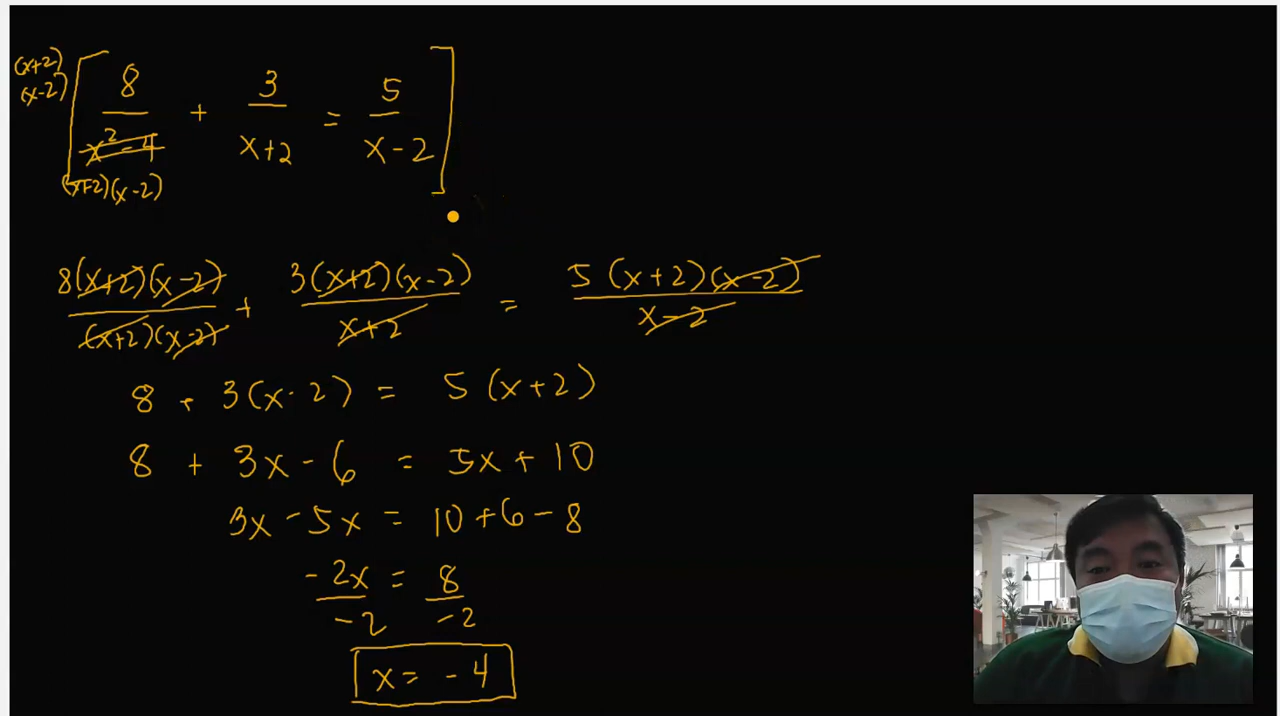 (x+2)
(x-2) [ 8/(x²-4) + 3/(x+2) = 5/(x-2) ]
(x+2)(x-2)
8(x+2)(x-2)/(x+2)(x-2) + 3(x+2)(x-2)/(x+2) = 5(x+2)(x-2)/(x-2)
8 + 3(x-2) = 5(x+2)
8 + 3x-6 = 5x+10
3x-5x = 10+6-8
-2x/-2 = 8/-2
x = -4